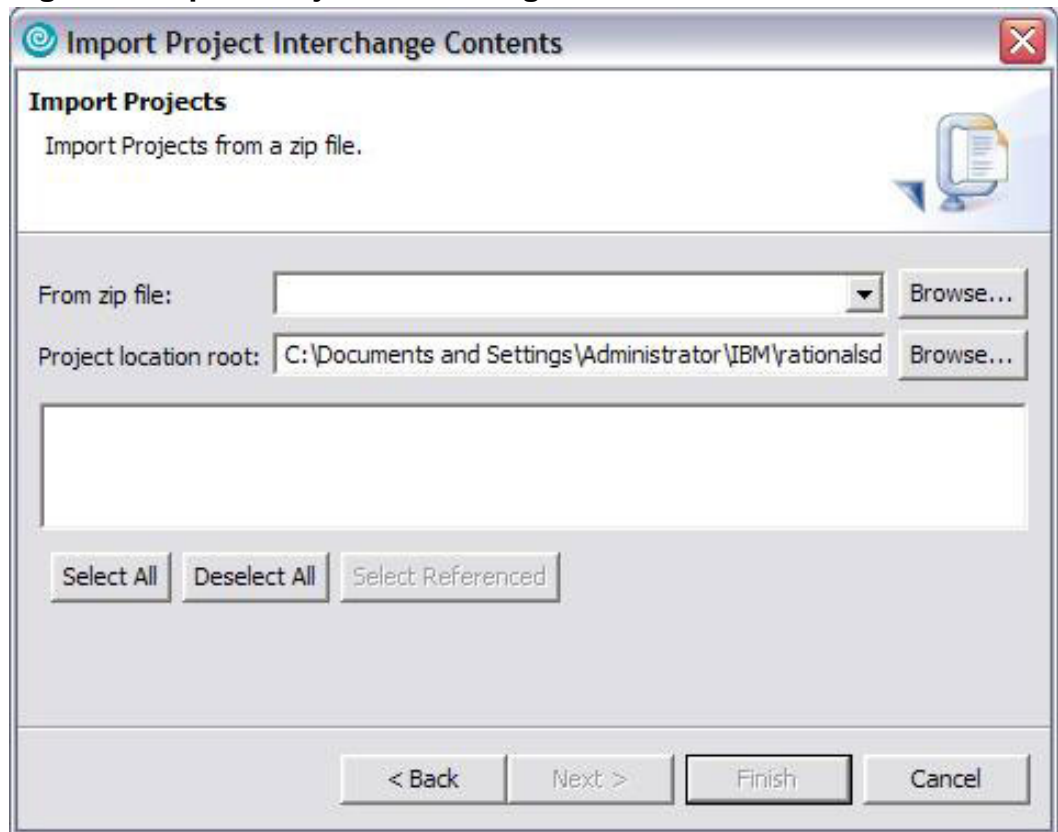 Import Project Interchange Contents
Import Projects
Import Projects from a zip file.
From zip file:
Browse...
Project location root:
C:\Documents and Settings\Administrator\IBM\rationalsd
Browse...
Select All
Deselect All
Select Referenced
< Back
Next >
Finish
Cancel